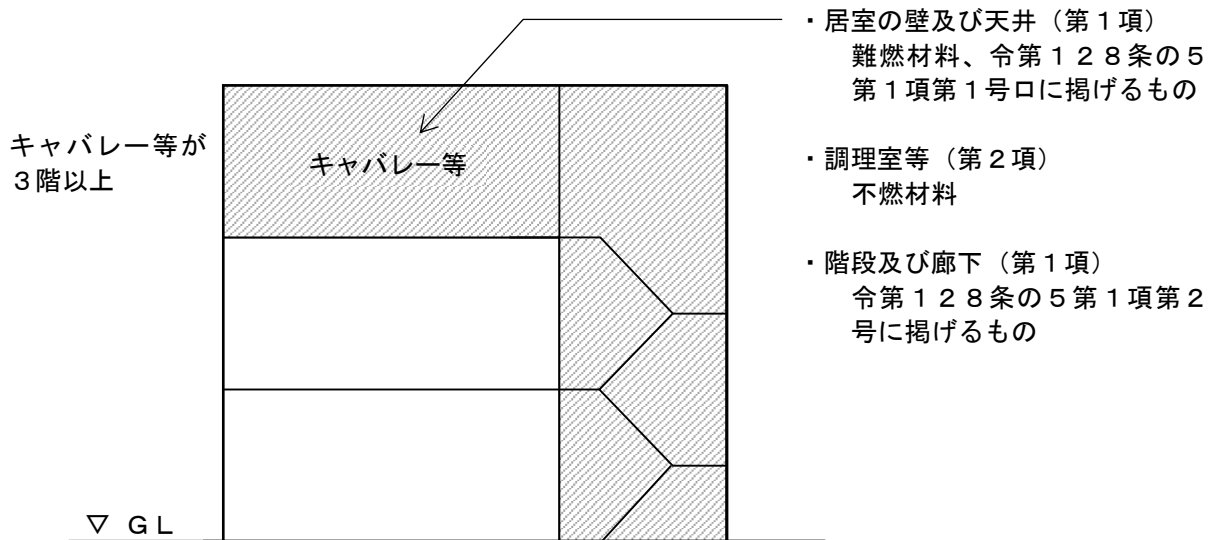 ・居室の壁及び天井（第１項）
難燃材料、令第１２８条の５
第１項第１号ロに掲げるもの
キャバレー等が
３階以上
キャバレー等
・調理室等（第２項）
不燃材料
・階段及び廊下（第１項）
令第１２８条の５第１項第２
号に掲げるもの
▽ ＧＬ